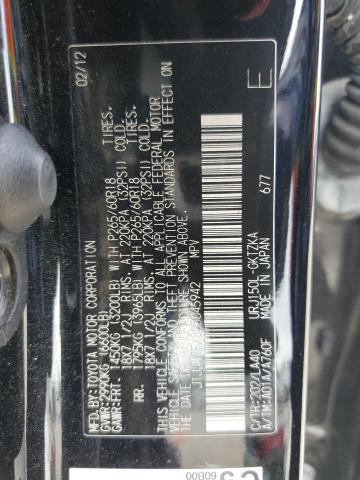 MFD.BY:TOYOTA MOTOR CORPORATION 02/12
GVWR:2990KG (6600LB)
GAWR:FRT. 1450KG (3200LB) WITH P265/60R18 TIRES,
18X7 1/2J RIMS, AT 220KPA (32PSI) COLD.
RR. 1795KG (3965LB) WITH P265/60R18 TIRES,
18X7 1/2J RIMS, AT 220KPA (32PSI) COLD.
THIS VEHICLE CONFORMS TO ALL APPLICABLE FEDERAL MOTOR
VEHICLE SAFETY AND THEFT PREVENTION STANDARDS IN EFFECT ON
THE DATE OF MANUFACTURE SHOWN ABOVE.
45942 MPV
E
C/TR:202/LA40 URJ150L-GKTZKA
A/TM:A01A/A760F MADE IN JAPAN 677
60B00